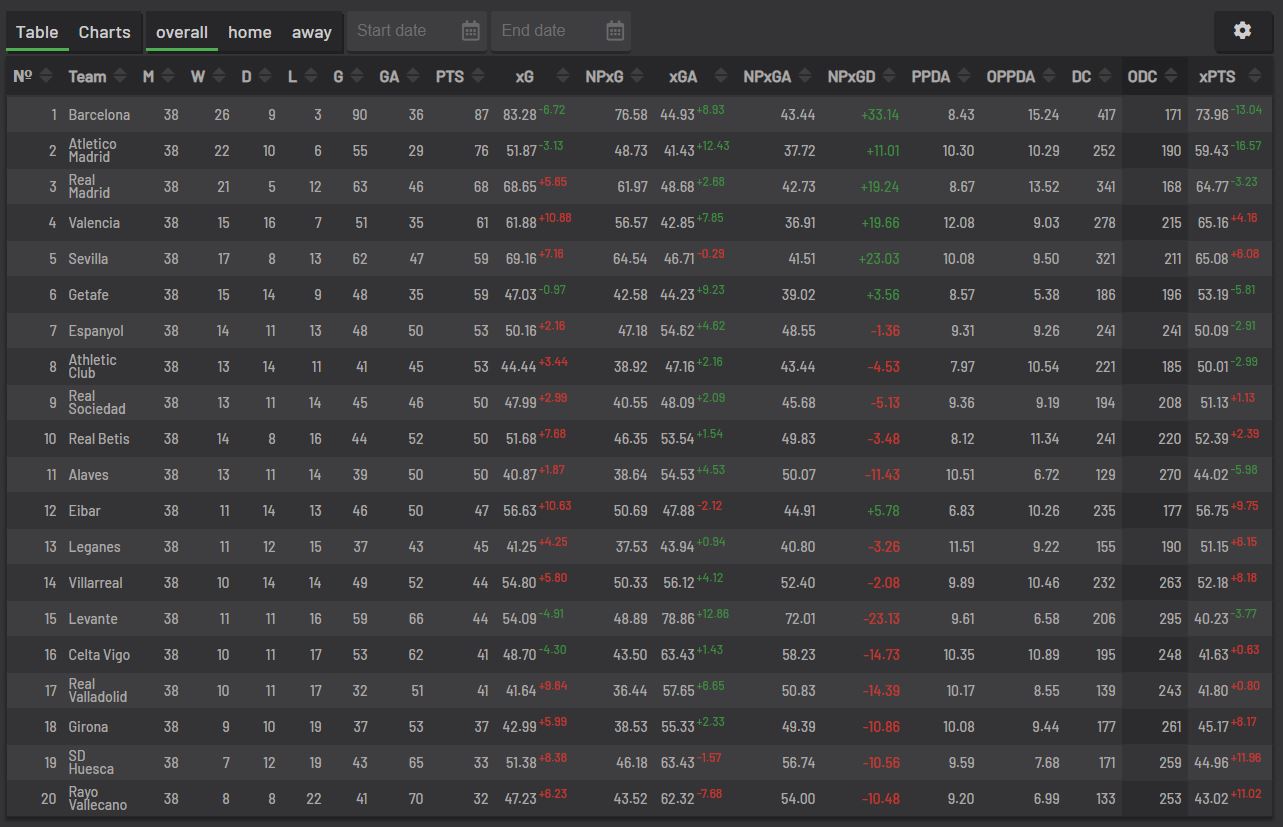 Table Charts overall home away Start date End date
Nº Team M W D L G GA PTS xG NPxG xGA NPxGA NPxGD PPDA OPPDA DC ODC xPTS
1 Barcelona 38 26 9 3 90 36 87 83.28 -6.72 76.58 44.93 +8.93 43.44 +33.14 8.43 15.24 417 171 73.96 -13.04
2 Atletico Madrid 38 22 10 6 55 29 76 51.87 -3.13 48.73 41.43 +12.43 37.72 +11.01 10.30 10.29 252 190 59.43 -16.57
3 Real Madrid 38 21 5 12 63 46 68 68.65 +5.65 61.97 48.68 +2.68 42.73 +19.24 8.67 13.52 341 168 64.77 -3.23
4 Valencia 38 15 16 7 51 35 61 61.88 +10.88 56.57 42.85 +7.85 36.91 +19.66 12.08 9.03 278 215 65.16 +4.16
5 Sevilla 38 17 8 13 62 47 59 69.16 +7.16 64.54 46.71 -0.29 41.51 +23.03 10.08 9.50 321 211 65.08 +6.08
6 Getafe 38 15 14 9 48 35 59 47.03 -0.97 42.58 44.23 +9.23 39.02 +3.56 8.57 5.38 186 196 53.19 -5.81
7 Espanyol 38 14 11 13 48 50 53 50.16 +2.16 47.18 54.62 +4.62 48.55 -1.36 9.31 9.26 241 241 50.09 -2.91
8 Athletic Club 38 13 14 11 41 45 53 44.44 +3.44 38.92 47.16 +2.16 43.44 -4.53 7.97 10.54 221 185 50.01 -2.99
9 Real Sociedad 38 13 11 14 45 46 50 47.99 +2.99 40.55 48.09 +2.09 45.68 -5.13 9.36 9.19 194 208 51.13 +1.13
10 Real Betis 38 14 8 16 44 52 50 51.68 +7.68 46.35 53.54 +1.54 49.83 -3.48 8.12 11.34 241 220 52.39 +2.39
11 Alaves 38 13 11 14 39 50 50 40.87 +1.87 38.64 54.53 +4.53 50.07 -11.43 10.51 6.72 129 270 44.02 -5.98
12 Eibar 38 11 14 13 46 50 47 56.63 +10.63 50.69 47.88 -2.12 44.91 +5.78 6.83 10.26 235 177 56.75 +9.75
13 Leganes 38 11 12 15 37 43 45 41.25 +4.25 37.53 43.94 +0.94 40.80 -3.26 11.51 9.22 155 190 51.15 +6.15
14 Villarreal 38 10 14 14 49 52 44 54.80 +5.80 50.33 56.12 +4.12 52.40 -2.08 9.89 10.46 232 263 52.18 +8.18
15 Levante 38 11 11 16 59 66 44 54.09 -4.91 48.89 78.86 +12.86 72.01 -23.13 9.61 6.58 206 295 40.23 -3.77
16 Celta Vigo 38 10 11 17 53 62 41 48.70 -4.30 43.50 63.43 +1.43 58.23 -14.73 10.35 10.89 195 248 41.63 +0.63
17 Real Valladolid 38 10 11 17 32 51 41 41.64 +9.64 36.44 57.65 +6.65 50.83 -14.39 10.17 8.55 139 243 41.80 +0.80
18 Girona 38 9 10 19 37 53 37 42.99 +5.99 38.53 55.33 +2.33 49.39 -10.86 10.08 9.44 177 261 45.17 +8.17
19 SD Huesca 38 7 12 19 43 65 33 51.38 +8.38 46.18 63.43 -1.57 56.74 -10.56 9.59 7.68 171 259 44.96 +11.96
20 Rayo Vallecano 38 8 8 22 41 70 32 47.23 +6.23 43.52 62.32 -7.68 54.00 -10.48 9.20 6.99 133 253 43.02 +11.02